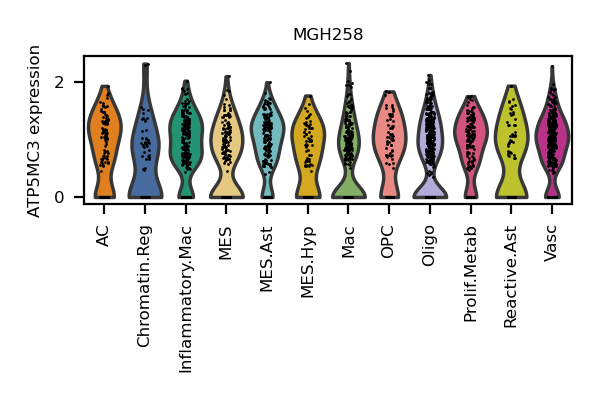 MGH258
ATP5MC3 expression
2
0
AC
Chromatin.Reg
Inflammatory.Mac
MES
MES.Ast
MES.Hyp
Mac
OPC
Oligo
Prolif.Metab
Reactive.Ast
Vasc